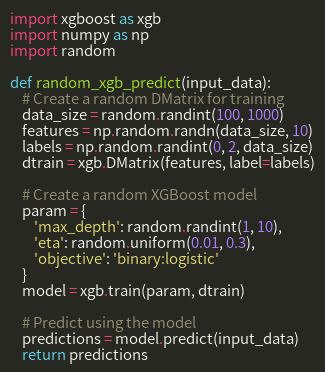 import xgboost as xgb
import numpy as np
import random

def random_xgb_predict(input_data):
    # Create a random DMatrix for training
    data_size = random.randint(100, 1000)
    features = np.random.randn(data_size, 10)
    labels = np.random.randint(0, 2, data_size)
    dtrain = xgb.DMatrix(features, label=labels)

    # Create a random XGBoost model
    param = {
        'max_depth': random.randint(1, 10),
        'eta': random.uniform(0.01, 0.3),
        'objective': 'binary:logistic'
    }
    model = xgb.train(param, dtrain)

    # Predict using the model
    predictions = model.predict(input_data)
    return predictions